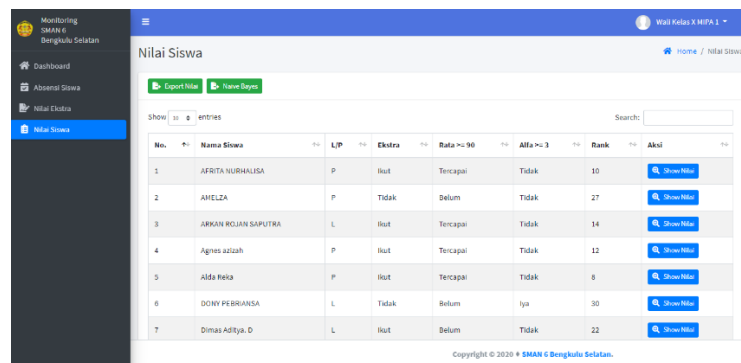 Monitoring
SMAN 6
Bengkulu Selatan
Wali Kelas X MIPA 1
Dashboard
Absensi Siswa
Nilai Ekstra
Nilai Siswa
Nilai Siswa
Home / Nilai Siswa
Export Nilai Naive Bayes
Show 10 entries Search:
No. Nama Siswa L/P Ekstra Rata >= 90 Alfa >= 3 Rank Aksi
1 AFRITA NURHALISA P Ikut Tercapai Tidak 10 Show Nilai
2 AMELZA P Tidak Belum Tidak 27 Show Nilai
3 ARKAN ROJAN SAPUTRA L Ikut Tercapai Tidak 14 Show Nilai
4 Agnes azizah P Ikut Tercapai Tidak 12 Show Nilai
5 Alda Reka P Ikut Tercapai Tidak 8 Show Nilai
6 DONY PEBRIANSA L Tidak Belum Iya 30 Show Nilai
7 Dimas Aditya. D L Ikut Belum Tidak 22 Show Nilai
Copyright © 2020 SMAN 6 Bengkulu Selatan.